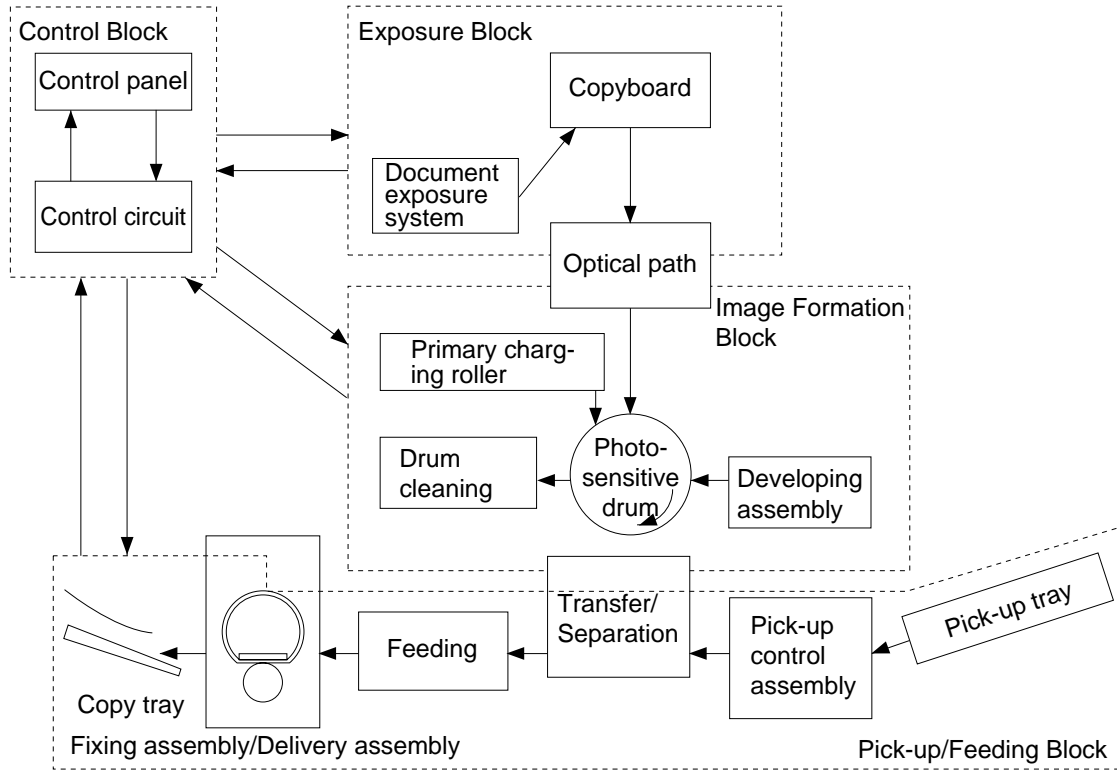 Control Block
Control panel
Control circuit
Exposure Block
Copyboard
Document
exposure
system
Optical path
Image Formation
Block
Primary charg-
ing roller
Drum
cleaning
Photo-
sensitive
drum
Developing
assembly
Transfer/
Separation
Pick-up tray
Pick-up
control
assembly
Feeding
Copy tray
Fixing assembly/Delivery assembly
Pick-up/Feeding Block